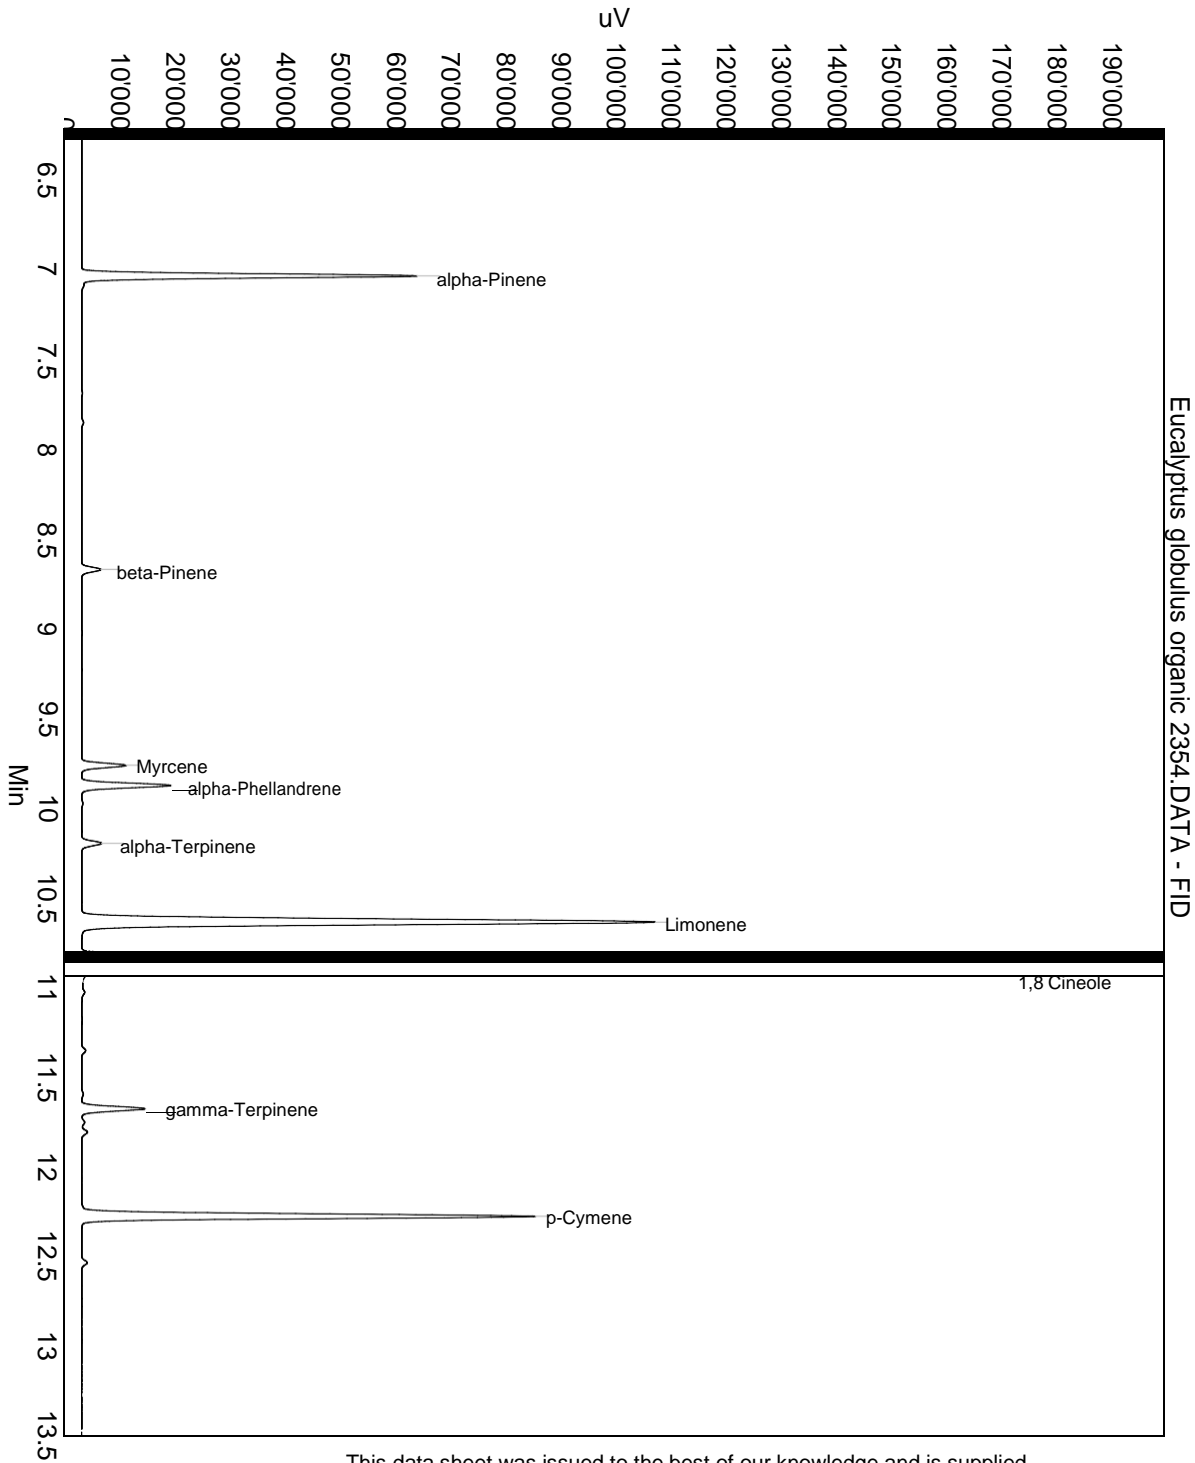 uV
190'000
180'000
170'000
160'000
150'000
140'000
130'000
120'000
110'000
100'000
90'000
80'000
70'000
60'000
50'000
40'000
30'000
20'000
10'000
0
Eucalyptus globulus organic 2354.DATA - FID
alpha-Pinene
beta-Pinene
Myrcene
alpha-Phellandrene
alpha-Terpinene
Limonene
1,8 Cineole
gamma-Terpinene
p-Cymene
6.5
7
7.5
8
8.5
9
9.5
10
10.5
11
11.5
12
12.5
13
13.5
Min
This data sheet was issued to the best of our knowledge and is supplied